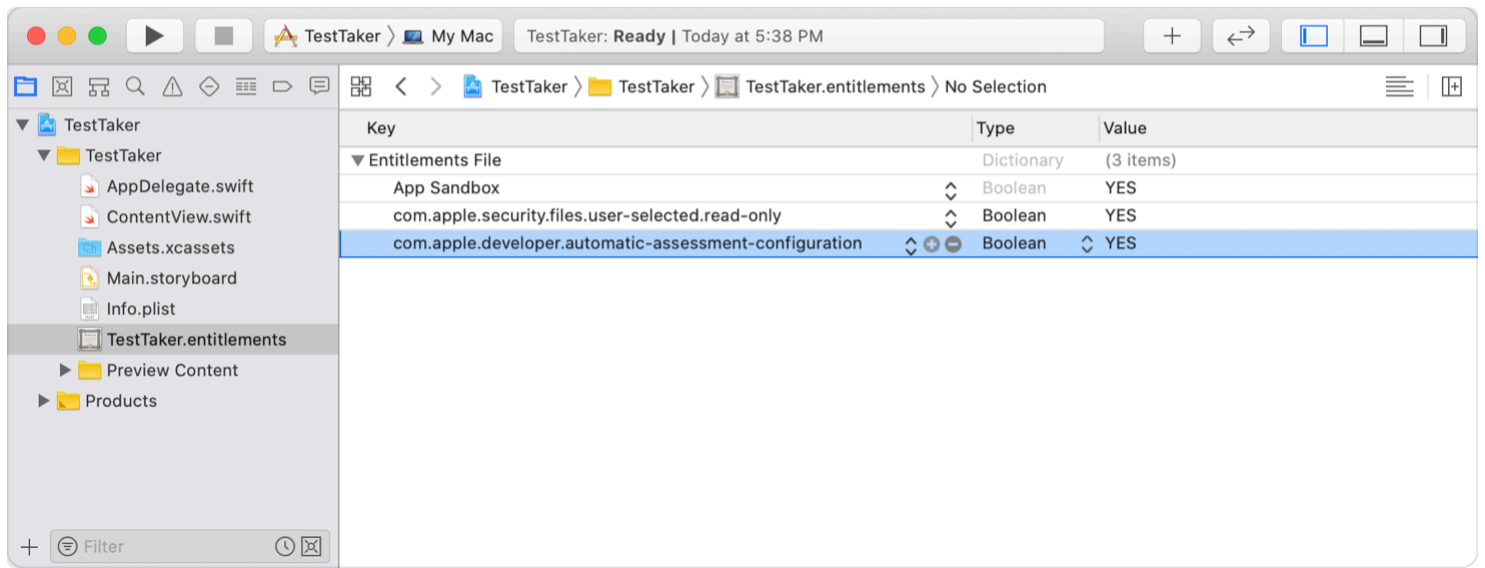 TestTaker 〉 My Mac
TestTaker: Ready | Today at 5:38 PM
TestTaker 〉 TestTaker 〉 TestTaker.entitlements 〉 No Selection
TestTaker
TestTaker
AppDelegate.swift
ContentView.swift
Assets.xcassets
Main.storyboard
Info.plist
TestTaker.entitlements
Preview Content
Products
Filter
Key Type Value
Entitlements File Dictionary (3 items)
App Sandbox Boolean YES
com.apple.security.files.user-selected.read-only Boolean YES
com.apple.developer.automatic-assessment-configuration Boolean YES